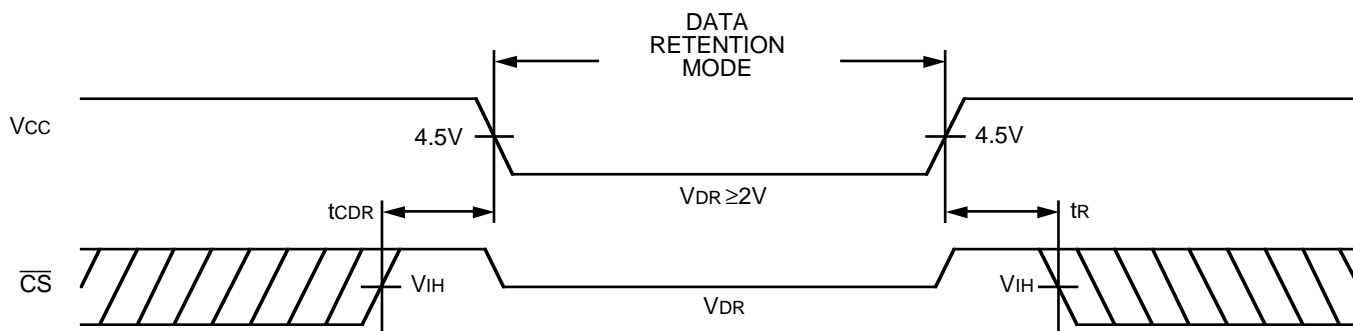 DATA
RETENTION
MODE
VCC
4.5V
4.5V
VDR ≥2V
tCDR
tR
CS
VIH
VIH
VDR